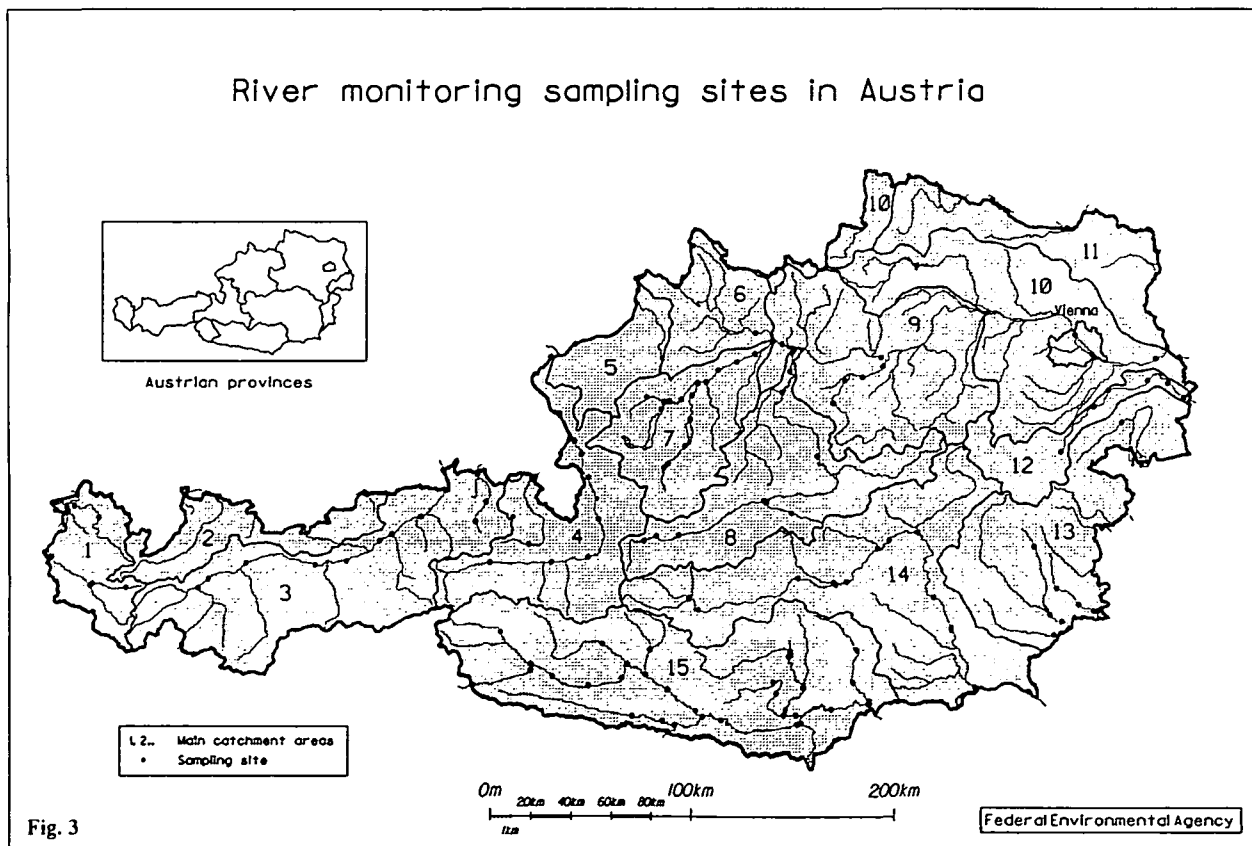 River monitoring sampling sites in Austria
Austrian provinces
10
11
6
10
Vienna
9
5
7
12
1
2
4
8
13
3
14
15
1, 2.. Main catchment areas
• Sampling site
0m 20km 40km 60km 80km 100km 200km
1km
Fig. 3
Federal Environmental Agency